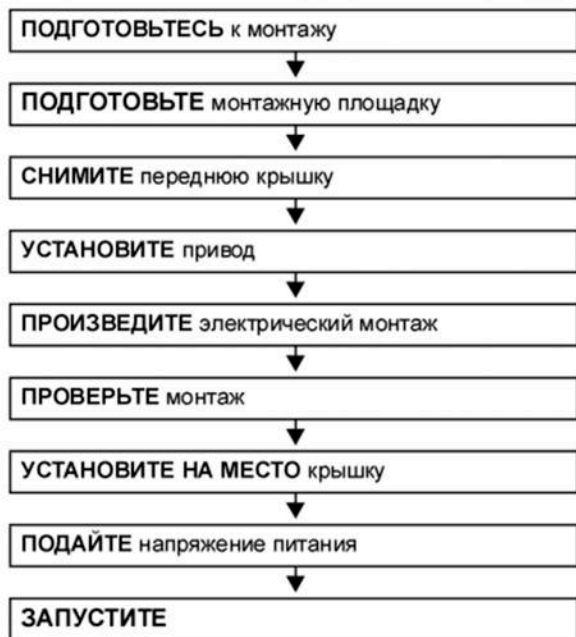 ПОДГОТОВЬТЕСЬ к монтажу
ПОДГОТОВЬТЕ монтажную площадку
СНИМИТЕ переднюю крышку
УСТАНОВИТЕ привод
ПРОИЗВЕДИТЕ электрический монтаж
ПРОВЕРЬТЕ монтаж
УСТАНОВИТЕ НА МЕСТО крышку
ПОДАЙТЕ напряжение питания
ЗАПУСТИТЕ